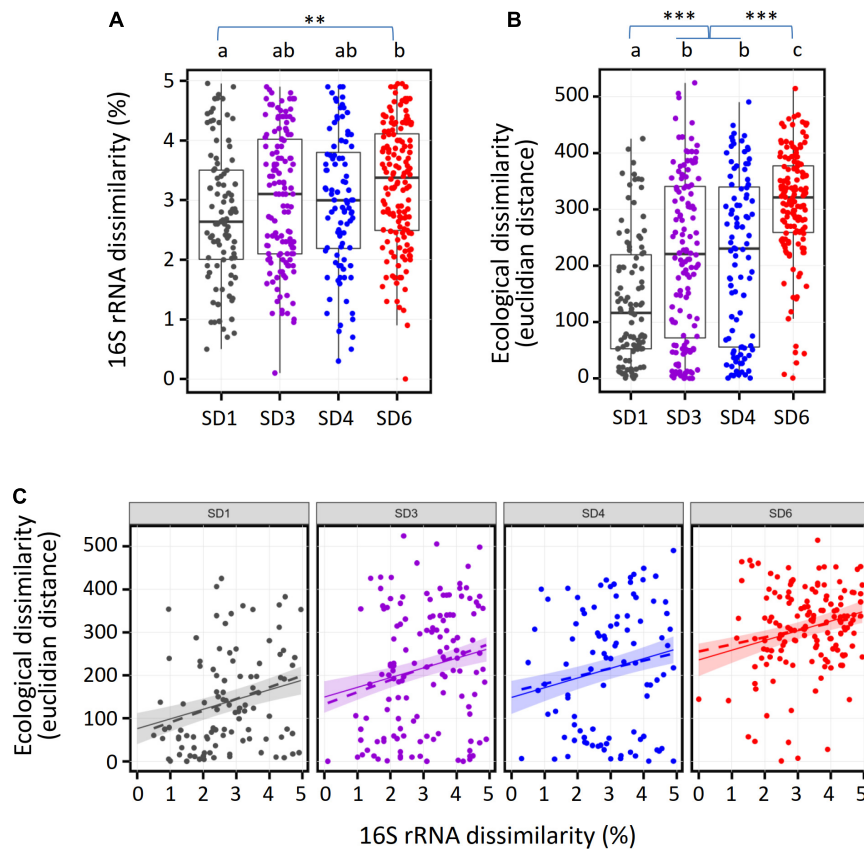 A
**
a ab ab b
16S rRNA dissimilarity (%)
5
4
3
2
1
0
SD1 SD3 SD4 SD6
B
*** ***
a b b c
Ecological dissimilarity
(euclidian distance)
500
400
300
200
100
0
SD1 SD3 SD4 SD6
C
SD1 SD3 SD4 SD6
Ecological dissimilarity
(euclidian distance)
500
400
300
200
100
0
0 1 2 3 4 5 0 1 2 3 4 5 0 1 2 3 4 5 0 1 2 3 4 5
16S rRNA dissimilarity (%)